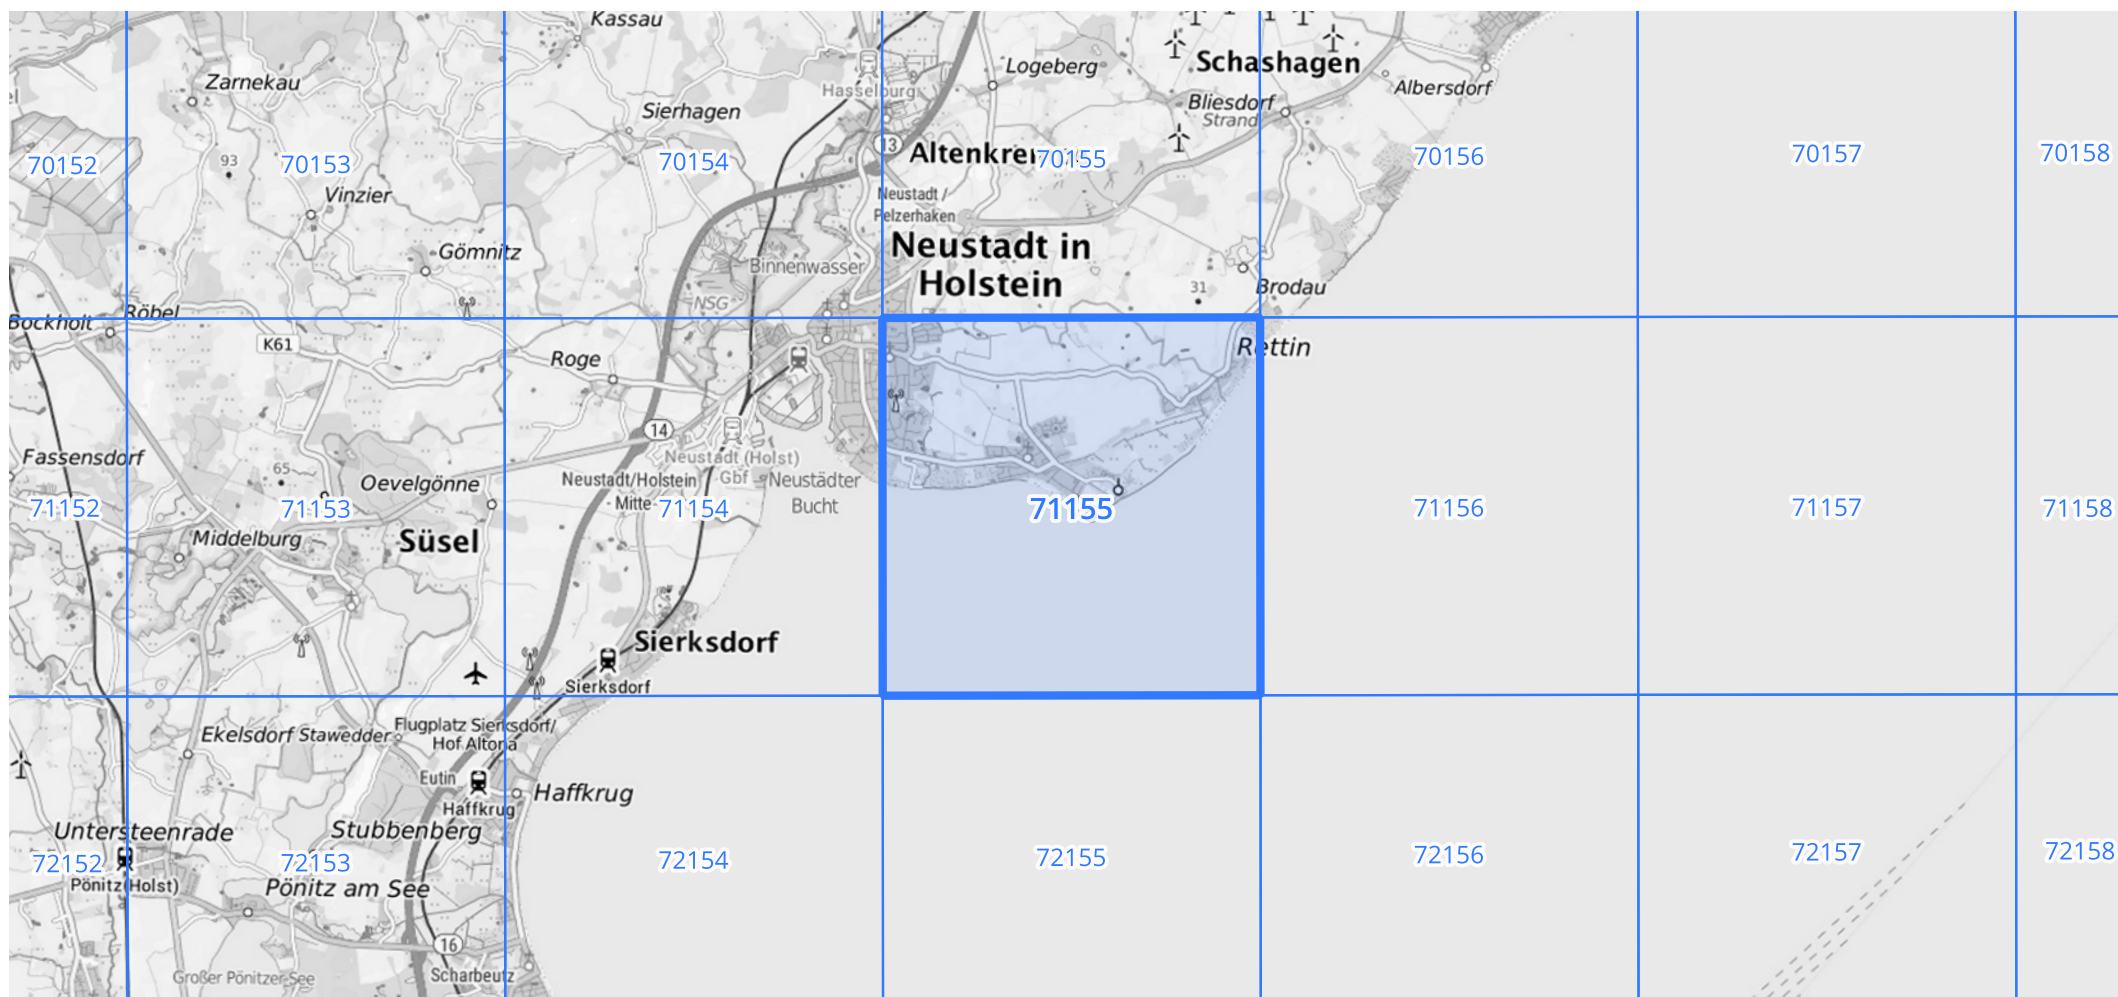 Kassau
Zarnekau
Sierhagen
Hasselburg
Logeberg
Schashagen
Albersdorf
Bliesdorf
Strand
13
Altenkrem
93
70152
70153
70154
70155
70156
70157
70158
Vinzier
Neustadt /
Pelzerhaken
Gömnitz
Binnenwasser
Neustadt in
Holstein
NSG
31
Brodau
Röbel
Bockholt
K61
Roge
Rettin
14
Fassensdorf
65
Oevelgönne
Neustadt (Holst)
Gbf
Neustadt/Holstein
- Mitte -
Neustädter
Bucht
71152
71153
71154
71155
71156
71157
71158
Middelburg
Süsel
Sierksdorf
Sierksdorf
Ekelsdorf
Stawedder
Flugplatz Sierksdorf/
Hof Altona
Eutin
Haffkrug
Haffkrug
Untersteenrade
Stubbenberg
72152
72153
72154
72155
72156
72157
72158
Pönitz(Holst)
Pönitz am See
16
Großer Pönitzer See
Scharbeutz